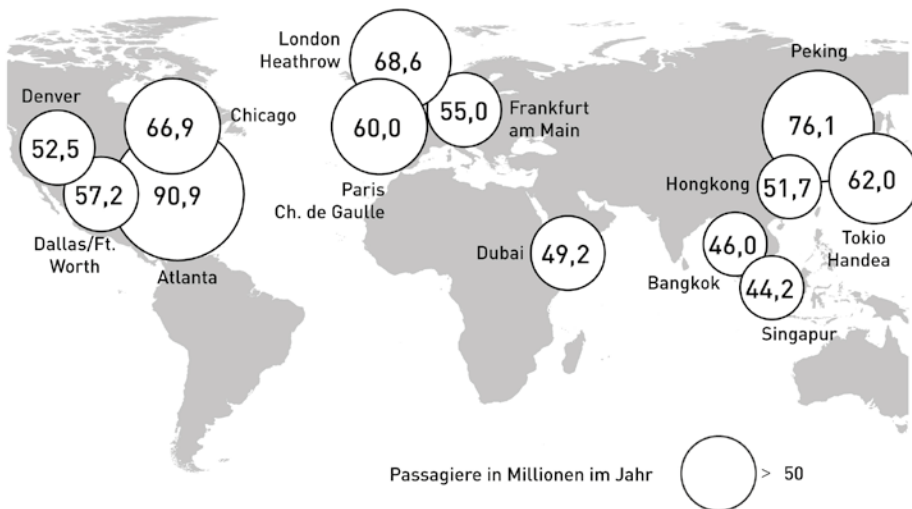 London
Heathrow
68,6
Peking
Denver
52,5
66,9
Chicago
60,0
55,0
Frankfurt
am Main
76,1
57,2
90,9
Paris
Ch. de Gaulle
Hongkong
51,7
62,0
Dallas/Ft.
Worth
Atlanta
Dubai
49,2
46,0
Bangkok
Tokio
Handea
44,2
Singapur
Passagiere in Millionen im Jahr
> 50